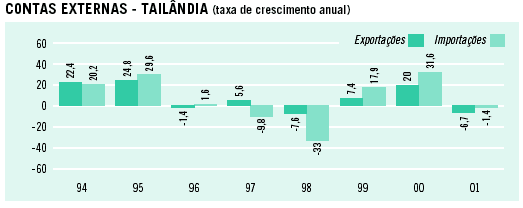 CONTAS EXTERNAS - TAILÂNDIA (taxa de crescimento anual)
Exportações Importações
60
40
20
0
-20
-40
-60
22,4 20,2 24,8 29,6 -1,4 1,6 5,6 -9,8 -7,6 -33 7,4 17,9 20 31,6 -6,7 -1,4
94 95 96 97 98 99 00 01